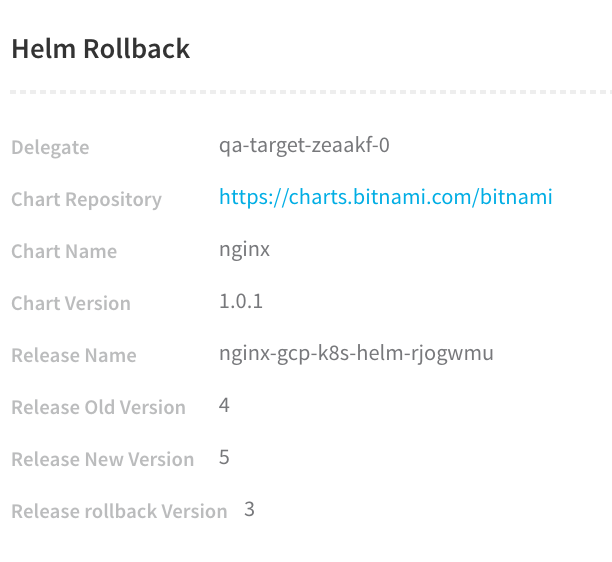 Helm Rollback
Delegate qa-target-zeaakf-0
Chart Repository https://charts.bitnami.com/bitnami
Chart Name nginx
Chart Version 1.0.1
Release Name nginx-gcp-k8s-helm-rjogwmu
Release Old Version 4
Release New Version 5
Release rollback Version 3